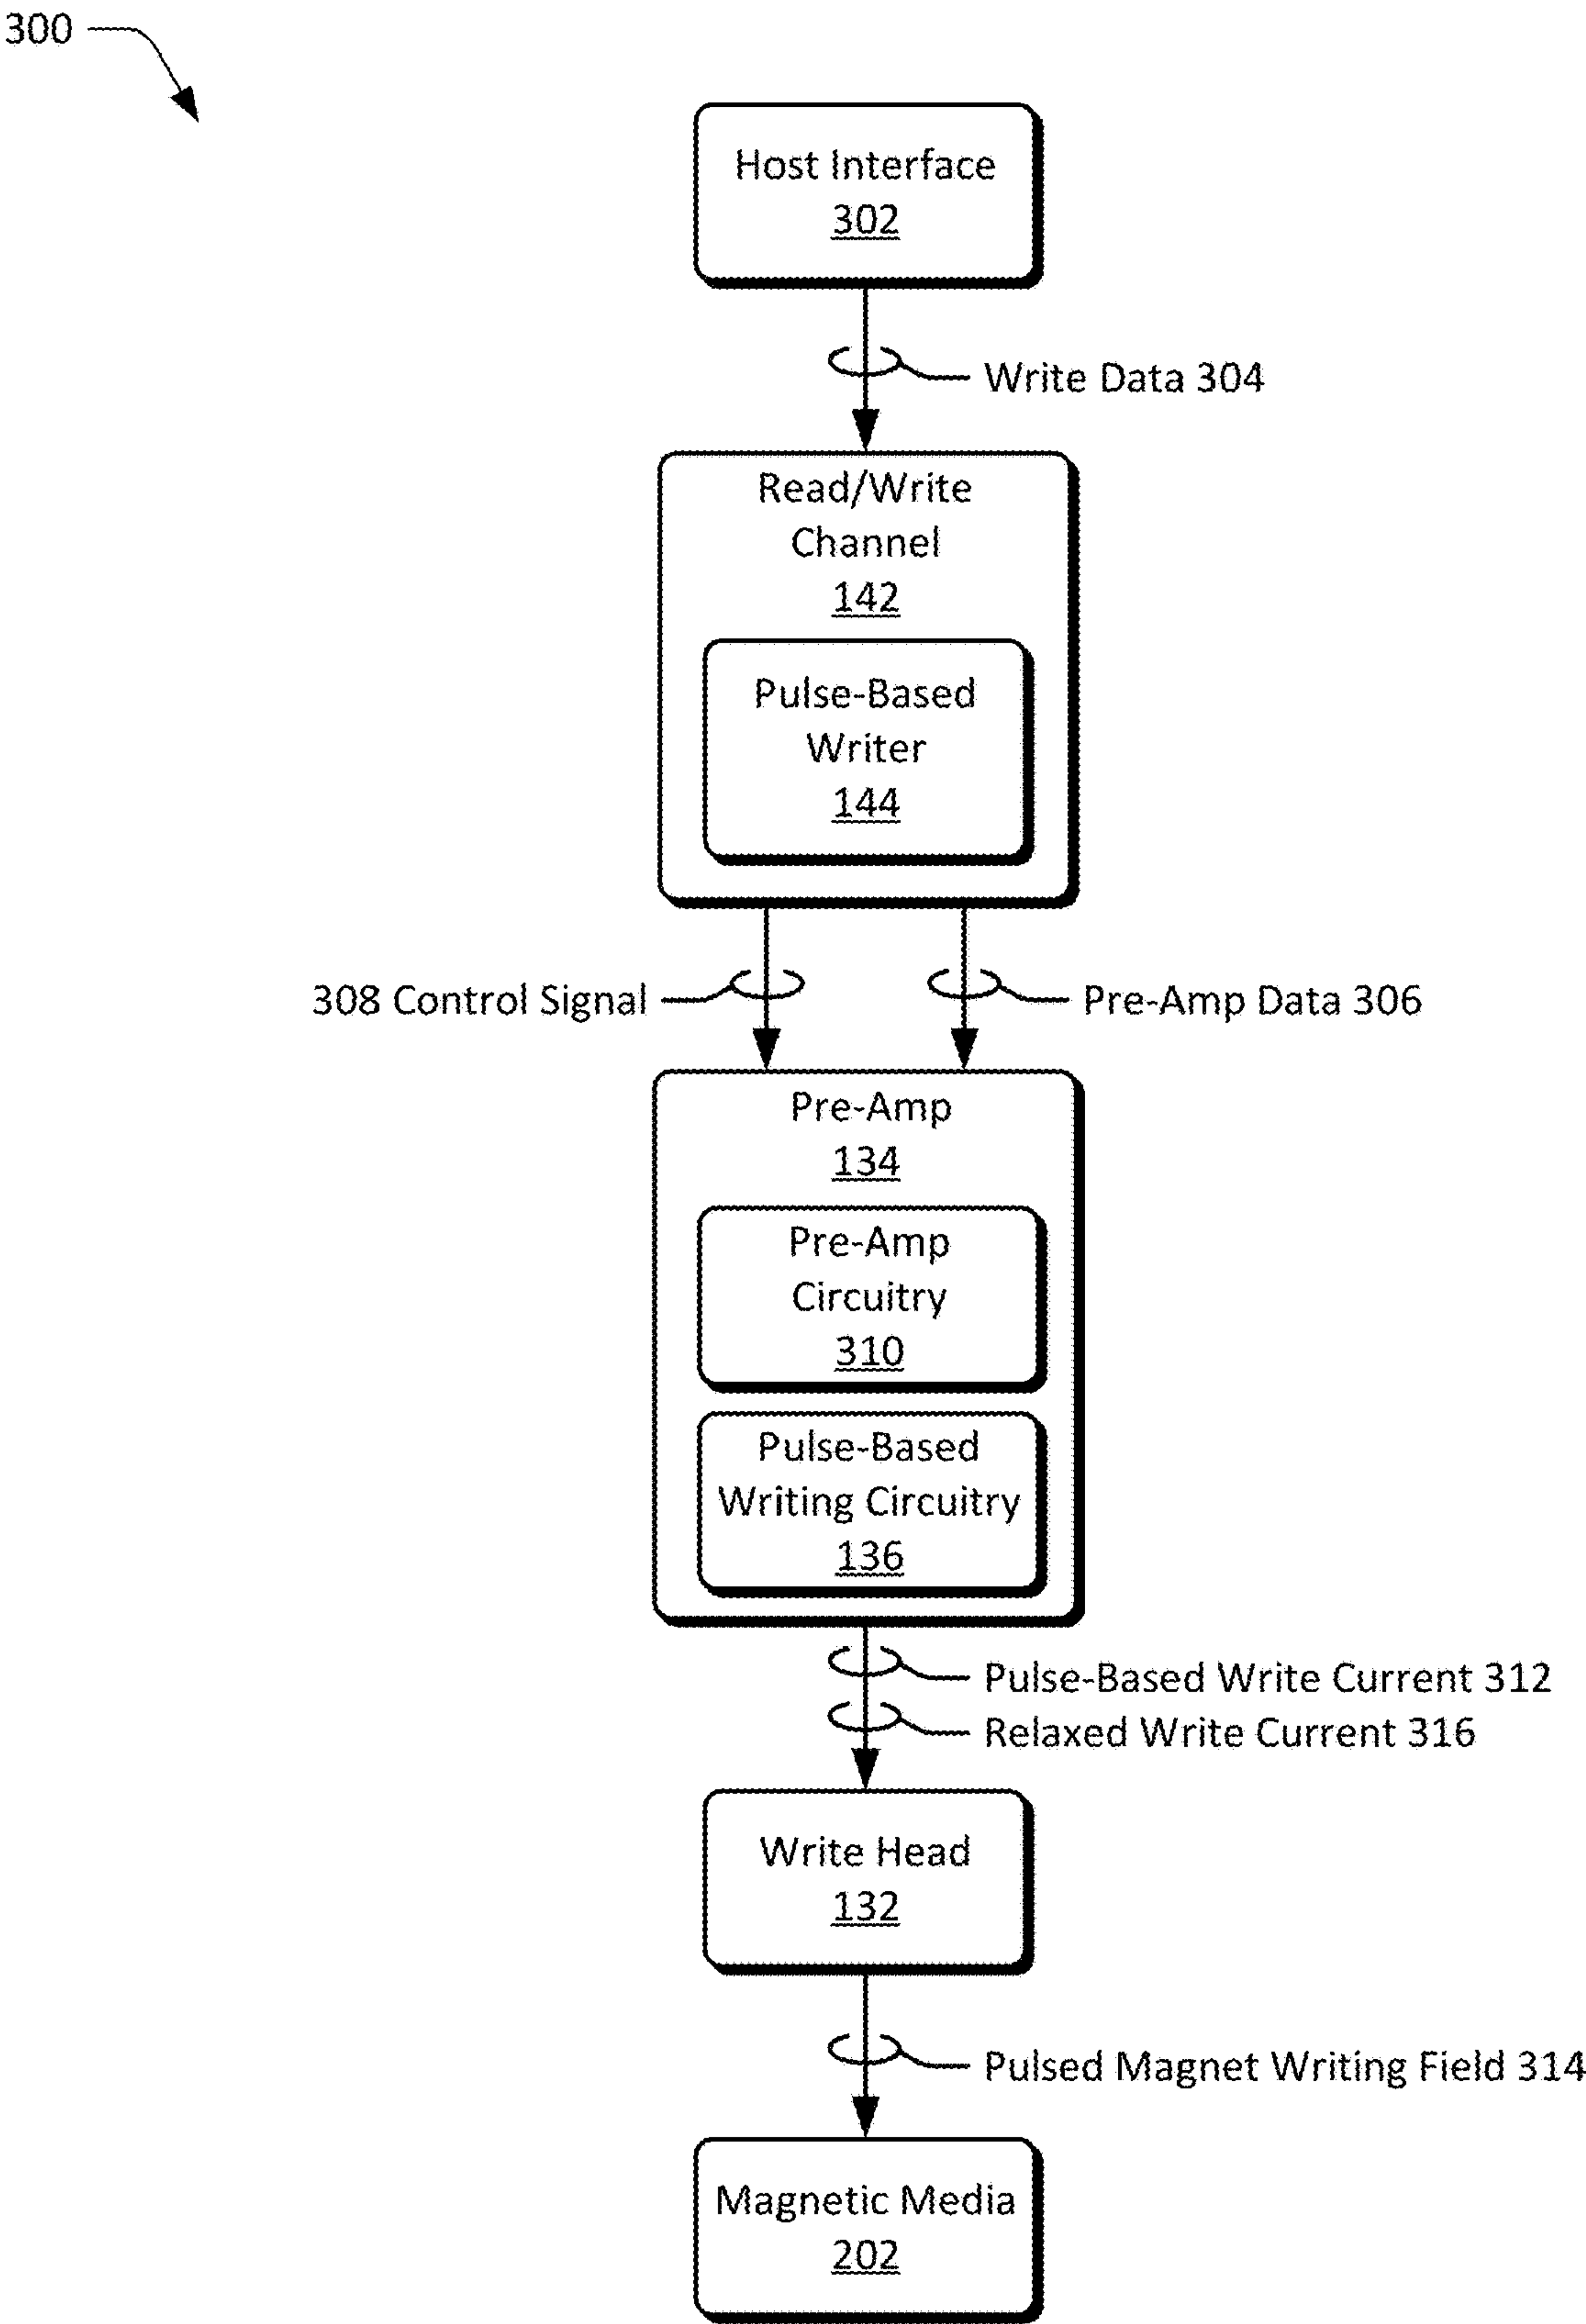 300
Host Interface
302
Write Data 304
Read/Write
Channel
142
Pulse-Based
Writer
144
308 Control Signal
Pre-Amp Data 306
Pre-Amp
134
Pre-Amp
Circuitry
310
Pulse-Based
Writing Circuitry
136
Pulse-Based Write Current 312
Relaxed Write Current 316
Write Head
132
Pulsed Magnet Writing Field 314
Magnetic Media
202